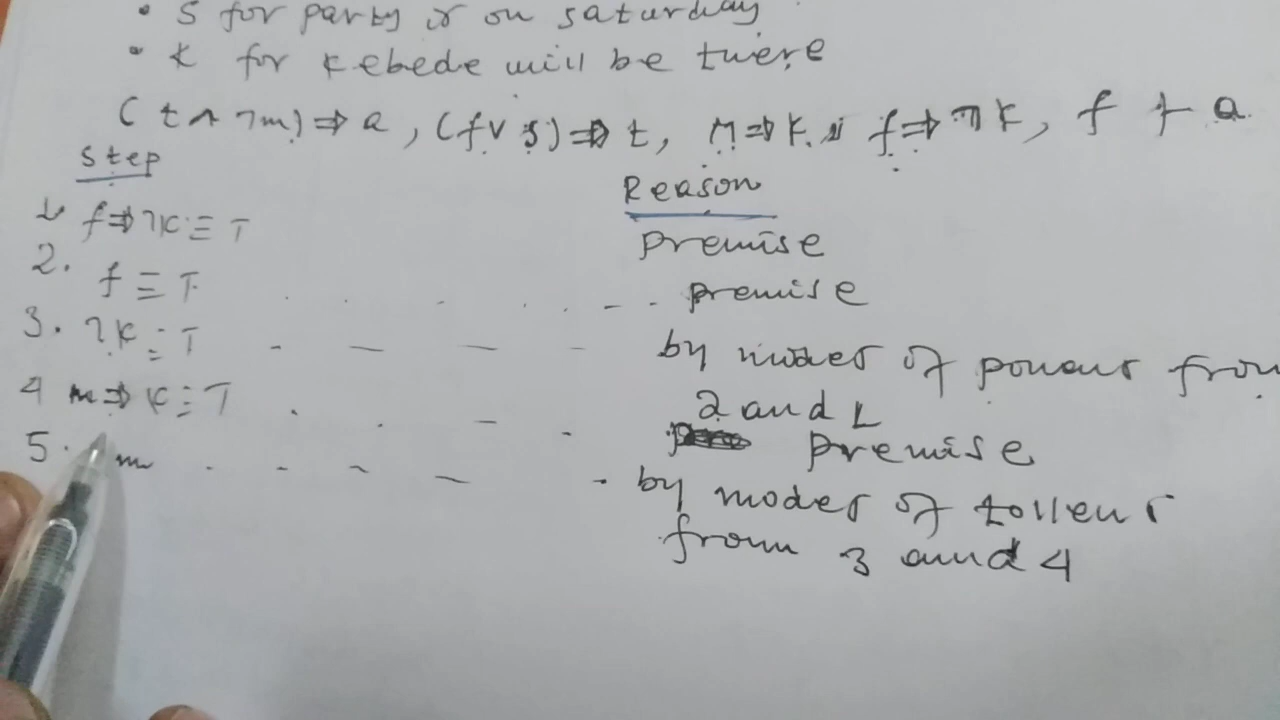 • S for party is on saturday
• K for Kebede will be there
(t∧¬m)⇒a, (f∨s)⇒t, M⇒K, f⇒¬K, f ⊢ a
Step
Reason
1. f⇒¬K≡T
premise
2. f≡T . . . . . - - premise
3. ¬K≡T - — — - by modes of ponens from
2 and 1
4 m⇒K≡T . . - - premise
5. m . - ~ — - by modes of tollens
from 3 and 4